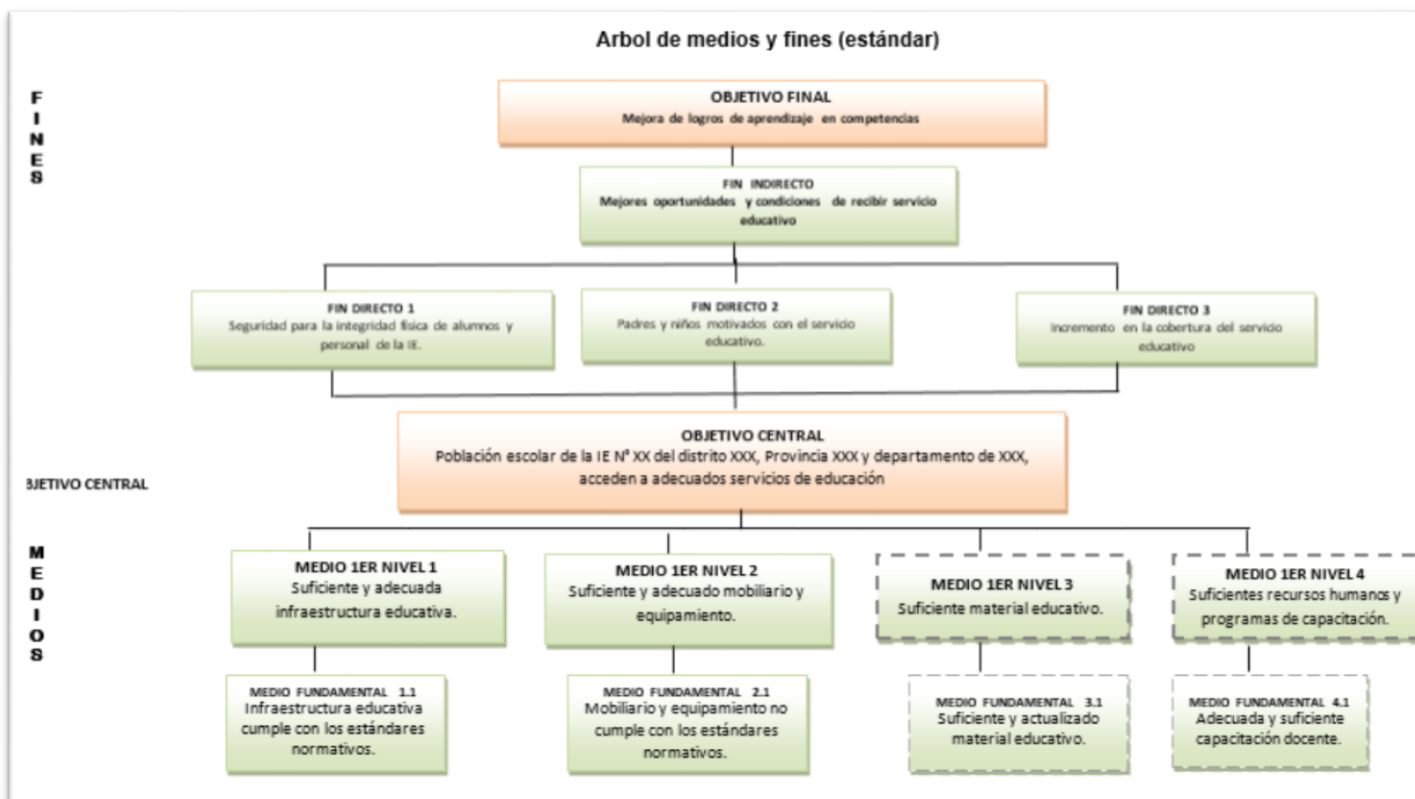 Arbol de medios y fines (estándar)
FINES
OBJETIVO FINAL
Mejora de logros de aprendizaje en competencias
FIN INDIRECTO
Mejores oportunidades y condiciones de recibir servicio
educativo
FIN DIRECTO 1
Seguridad para la integridad física de alumnos y
personal de la IE.
FIN DIRECTO 2
Padres y niños motivados con el servicio
educativo.
FIN DIRECTO 3
Incremento en la cobertura del servicio
educativo
OBJETIVO CENTRAL
Población escolar de la IE N° XX del distrito XXX, Provincia XXX y departamento de XXX,
acceden a adecuados servicios de educación
BJETIVO CENTRAL
MEDIOS
MEDIO 1ER NIVEL 1
Suficiente y adecuada
infraestructura educativa.
MEDIO 1ER NIVEL 2
Suficiente y adecuado mobiliario y
equipamiento.
MEDIO 1ER NIVEL 3
Suficiente material educativo.
MEDIO 1ER NIVEL 4
Suficientes recursos humanos y
programas de capacitación.
MEDIO FUNDAMENTAL 1.1
Infraestructura educativa
cumple con los estándares
normativos.
MEDIO FUNDAMENTAL 2.1
Mobiliario y equipamiento no
cumple con los estándares
normativos.
MEDIO FUNDAMENTAL 3.1
Suficiente y actualizado
material educativo.
MEDIO FUNDAMENTAL 4.1
Adecuada y suficiente
capacitación docente.